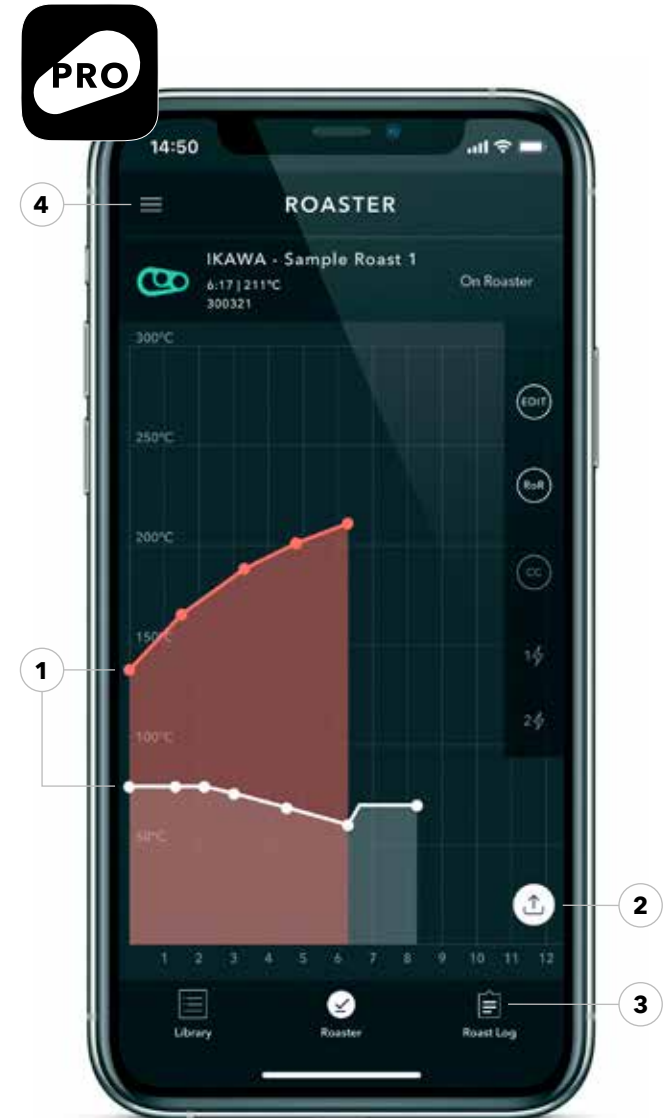 PRO
14:50
4
ROASTER
IKAWA - Sample Roast 1
6:17 | 211°C
300321
On Roaster
300°C
EDIT
250°C
RoR
200°C
CC
150°C
1
1
100°C
2
50°C
2
1 2 3 4 5 6 7 8 9 10 11 12
3
Library
Roaster
Roast Log